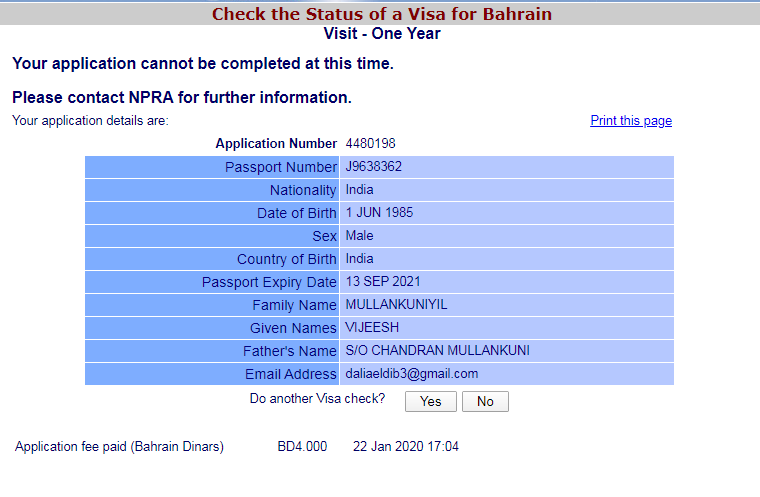 Check the Status of a Visa for Bahrain
Visit - One Year
Your application cannot be completed at this time.
Please contact NPRA for further information.
Your application details are: Print this page
Application Number 4480198
Passport Number J9638362
Nationality India
Date of Birth 1 JUN 1985
Sex Male
Country of Birth India
Passport Expiry Date 13 SEP 2021
Family Name MULLANKUNIYIL
Given Names VIJEESH
Father's Name S/O CHANDRAN MULLANKUNI
Email Address daliaeldib3@gmail.com
Do another Visa check? Yes No
Application fee paid (Bahrain Dinars) BD4.000 22 Jan 2020 17:04